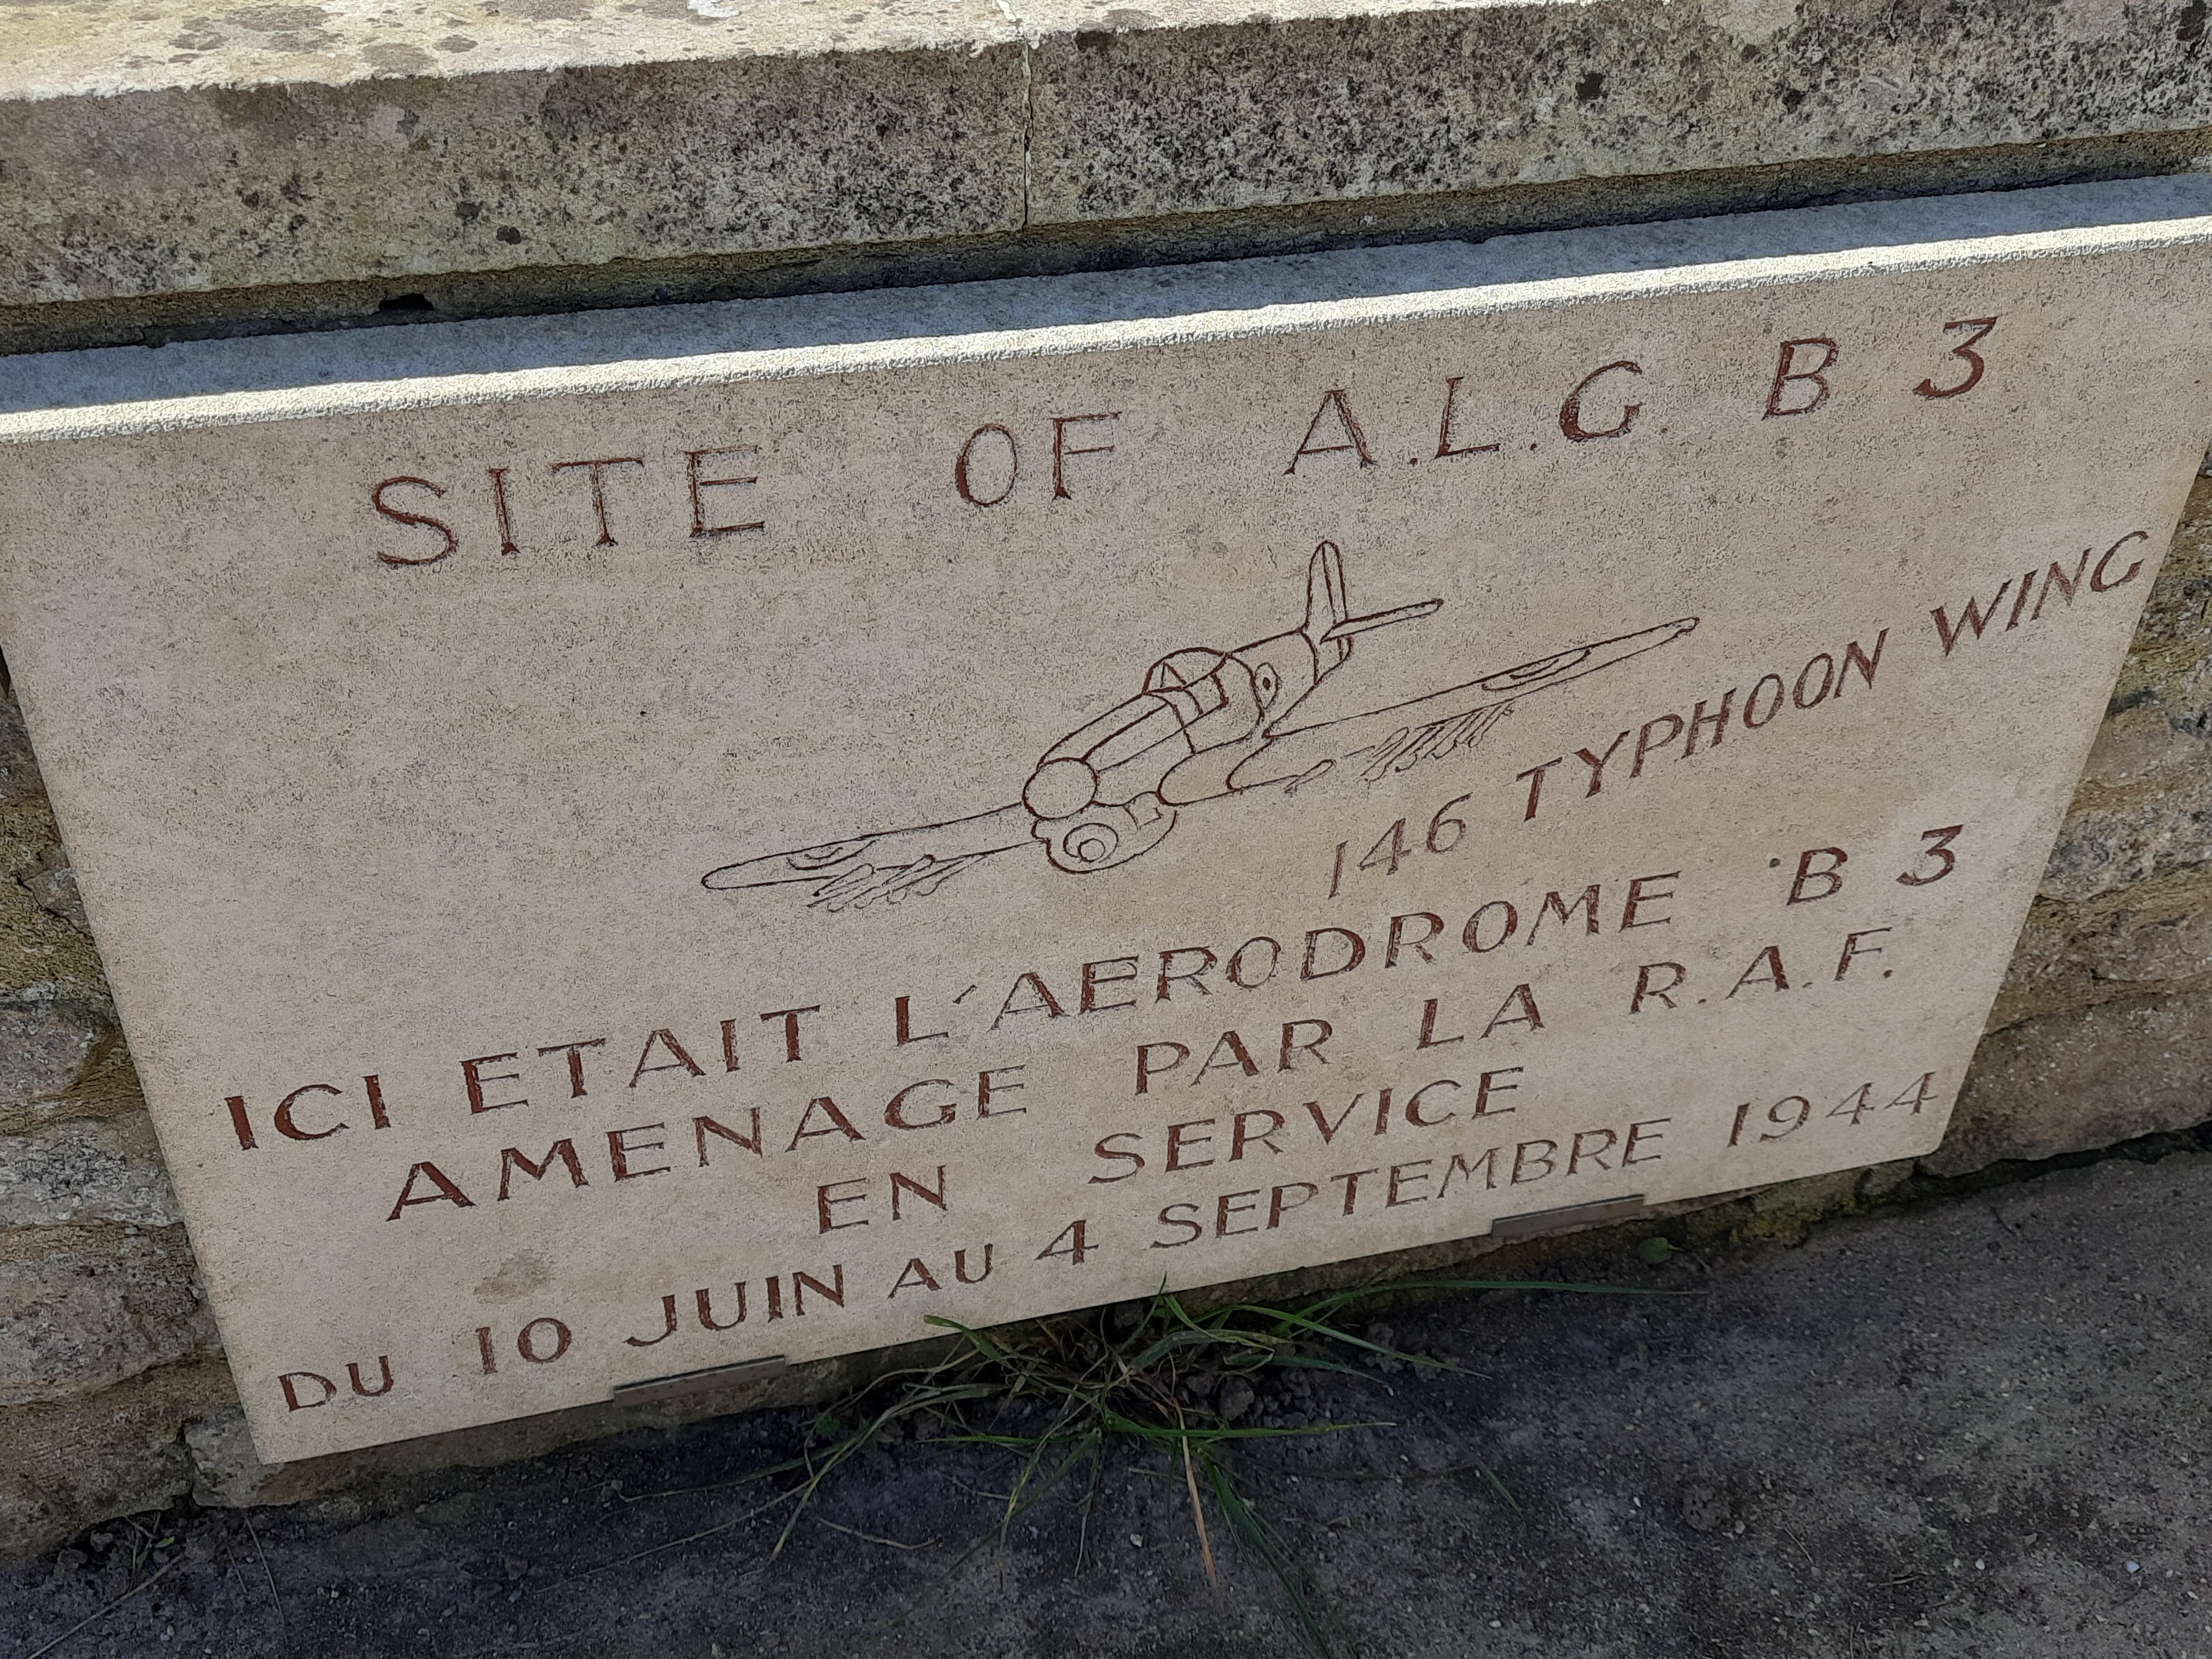 SITE OF A.L.G. B 3
146 TYPHOON WING
ICI ETAIT L'AERODROME B 3
AMENAGE PAR LA R.A.F.
EN SERVICE
DU 10 JUIN AU 4 SEPTEMBRE 1944